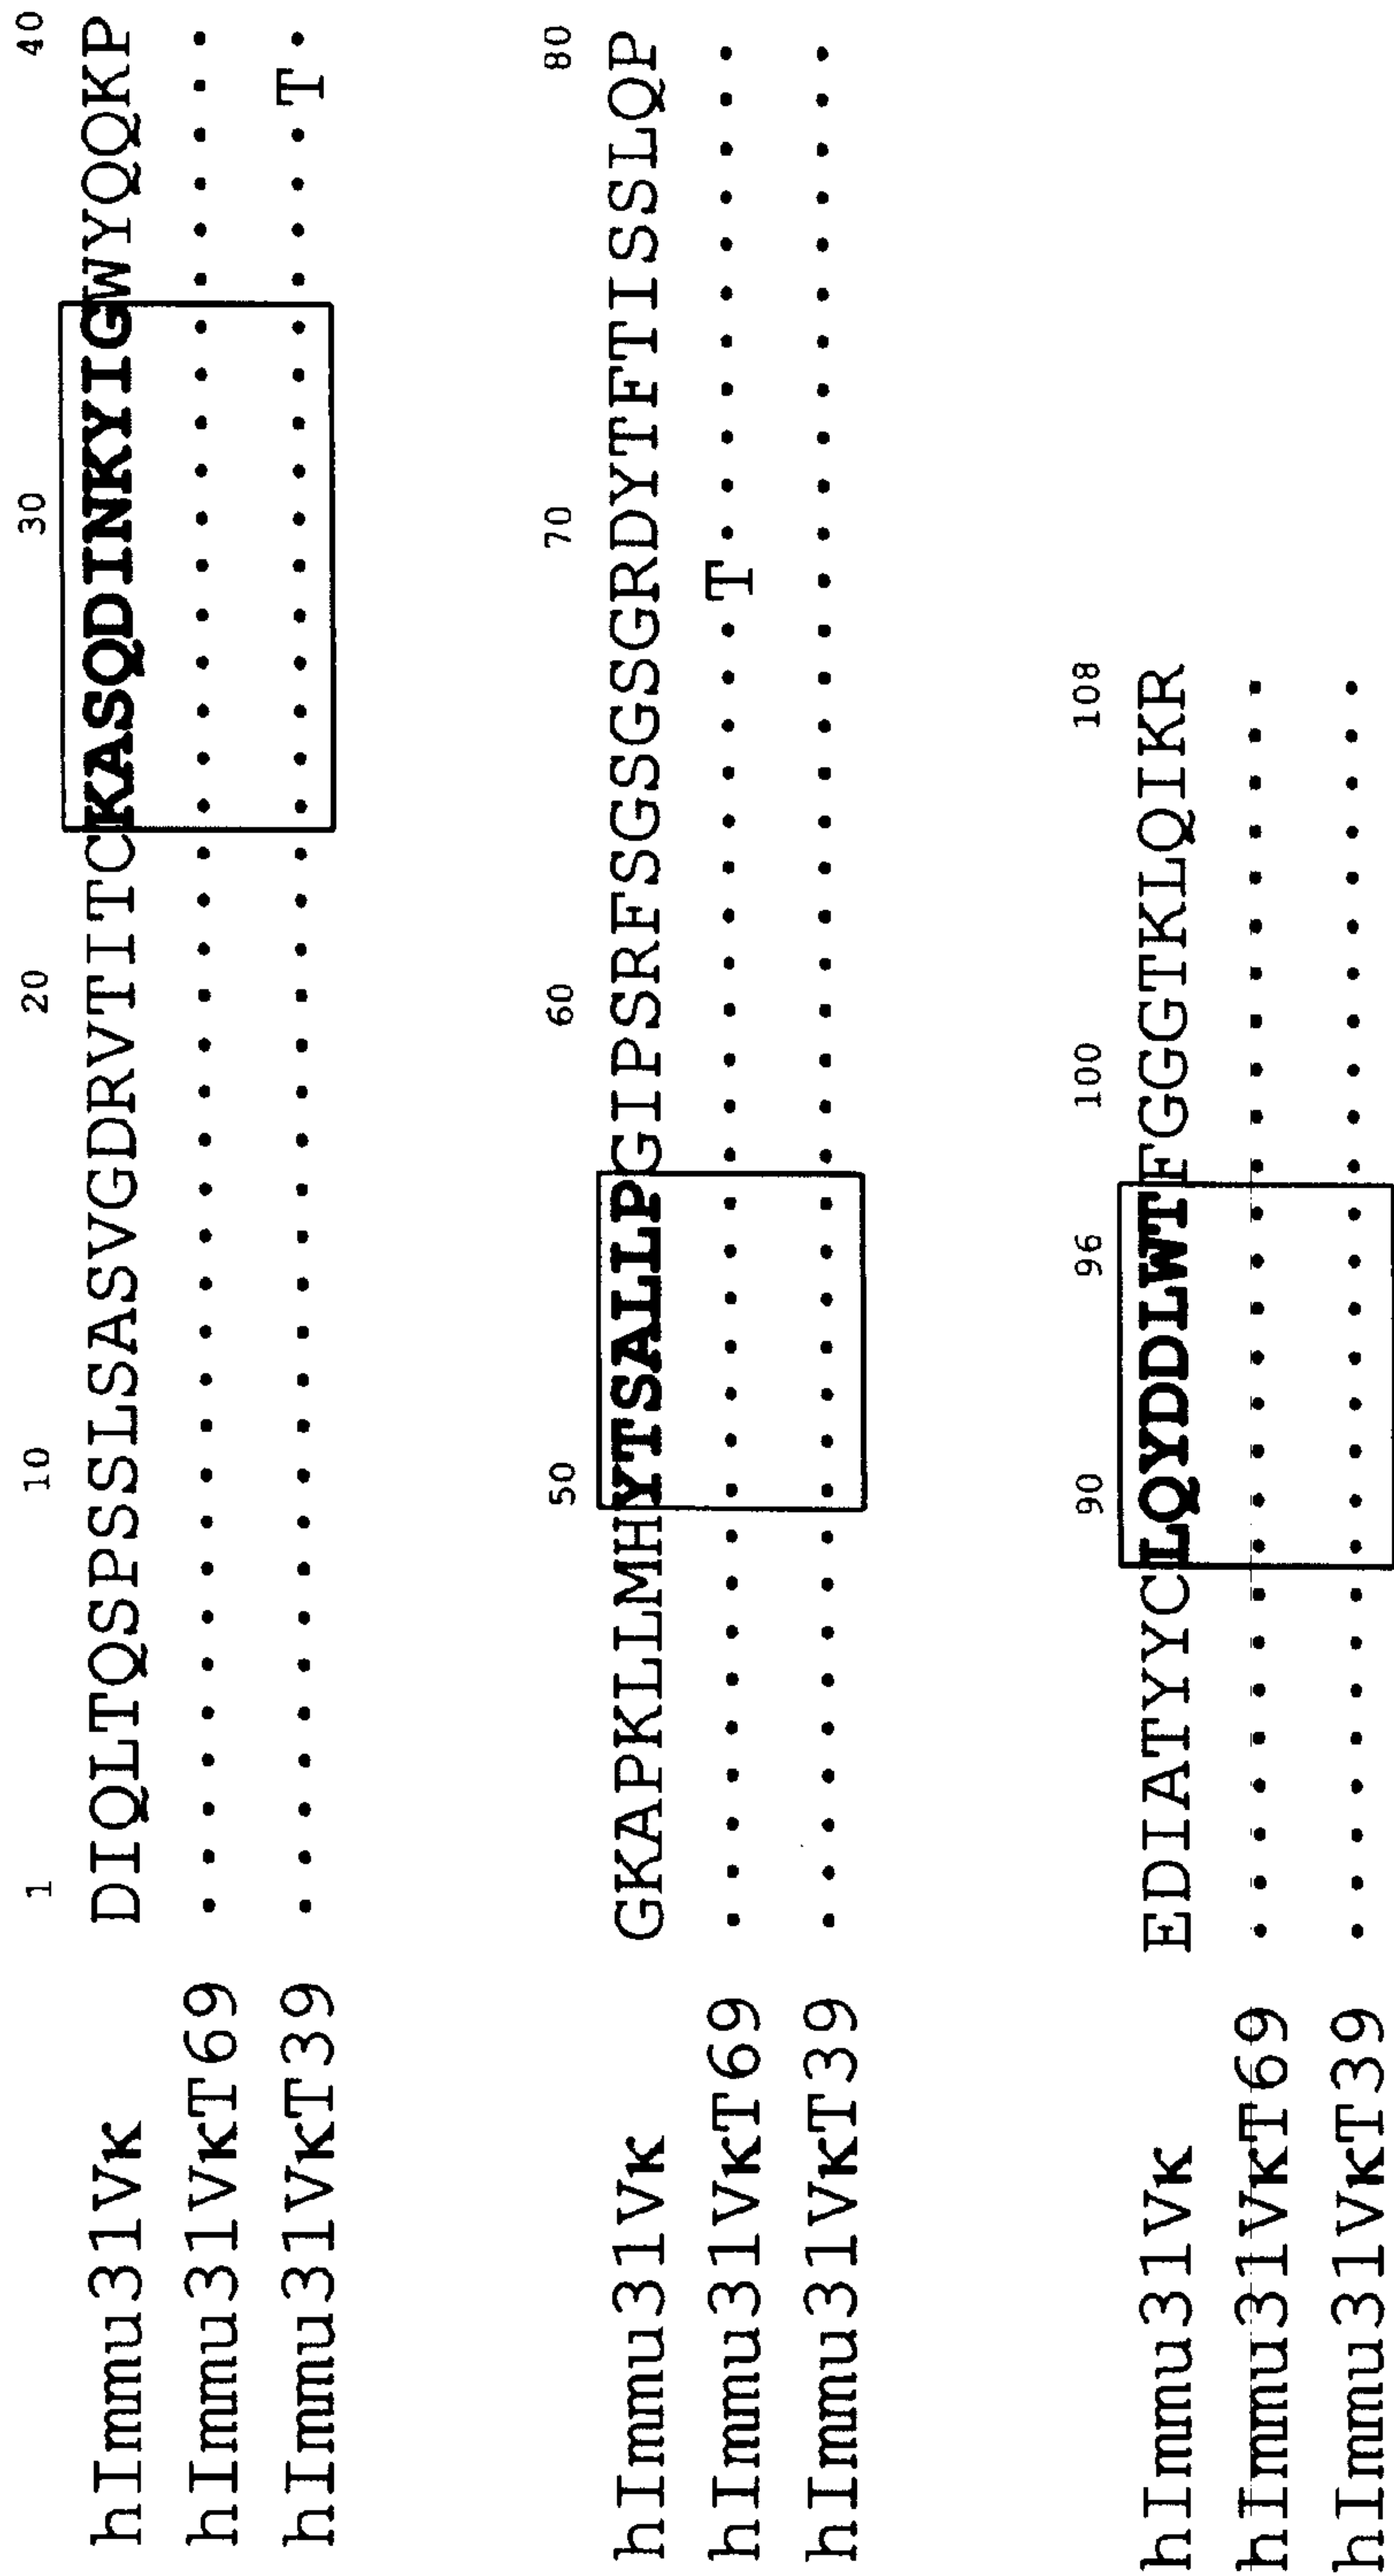 1 10 20 30 40
hImmu31Vκ DIQLTQSPSSLSASVGDRVTITCKASQDINKYIGWYQQKP
hImmu31VκT69 ........................................
hImmu31VκT39 ......................................T.
50 60 70 80
hImmu31Vκ GKAPKLLMHYTSALLPGIPSRFSGSGSGRDYTFTISSLQP
hImmu31VκT69 ............................T...........
hImmu31VκT39 ........................................
90 96 100 108
hImmu31Vκ EDIATYYCLQYDDLWTFGGGTKLQIKR
hImmu31VκT69 ...........................
hImmu31VκT39 ...........................